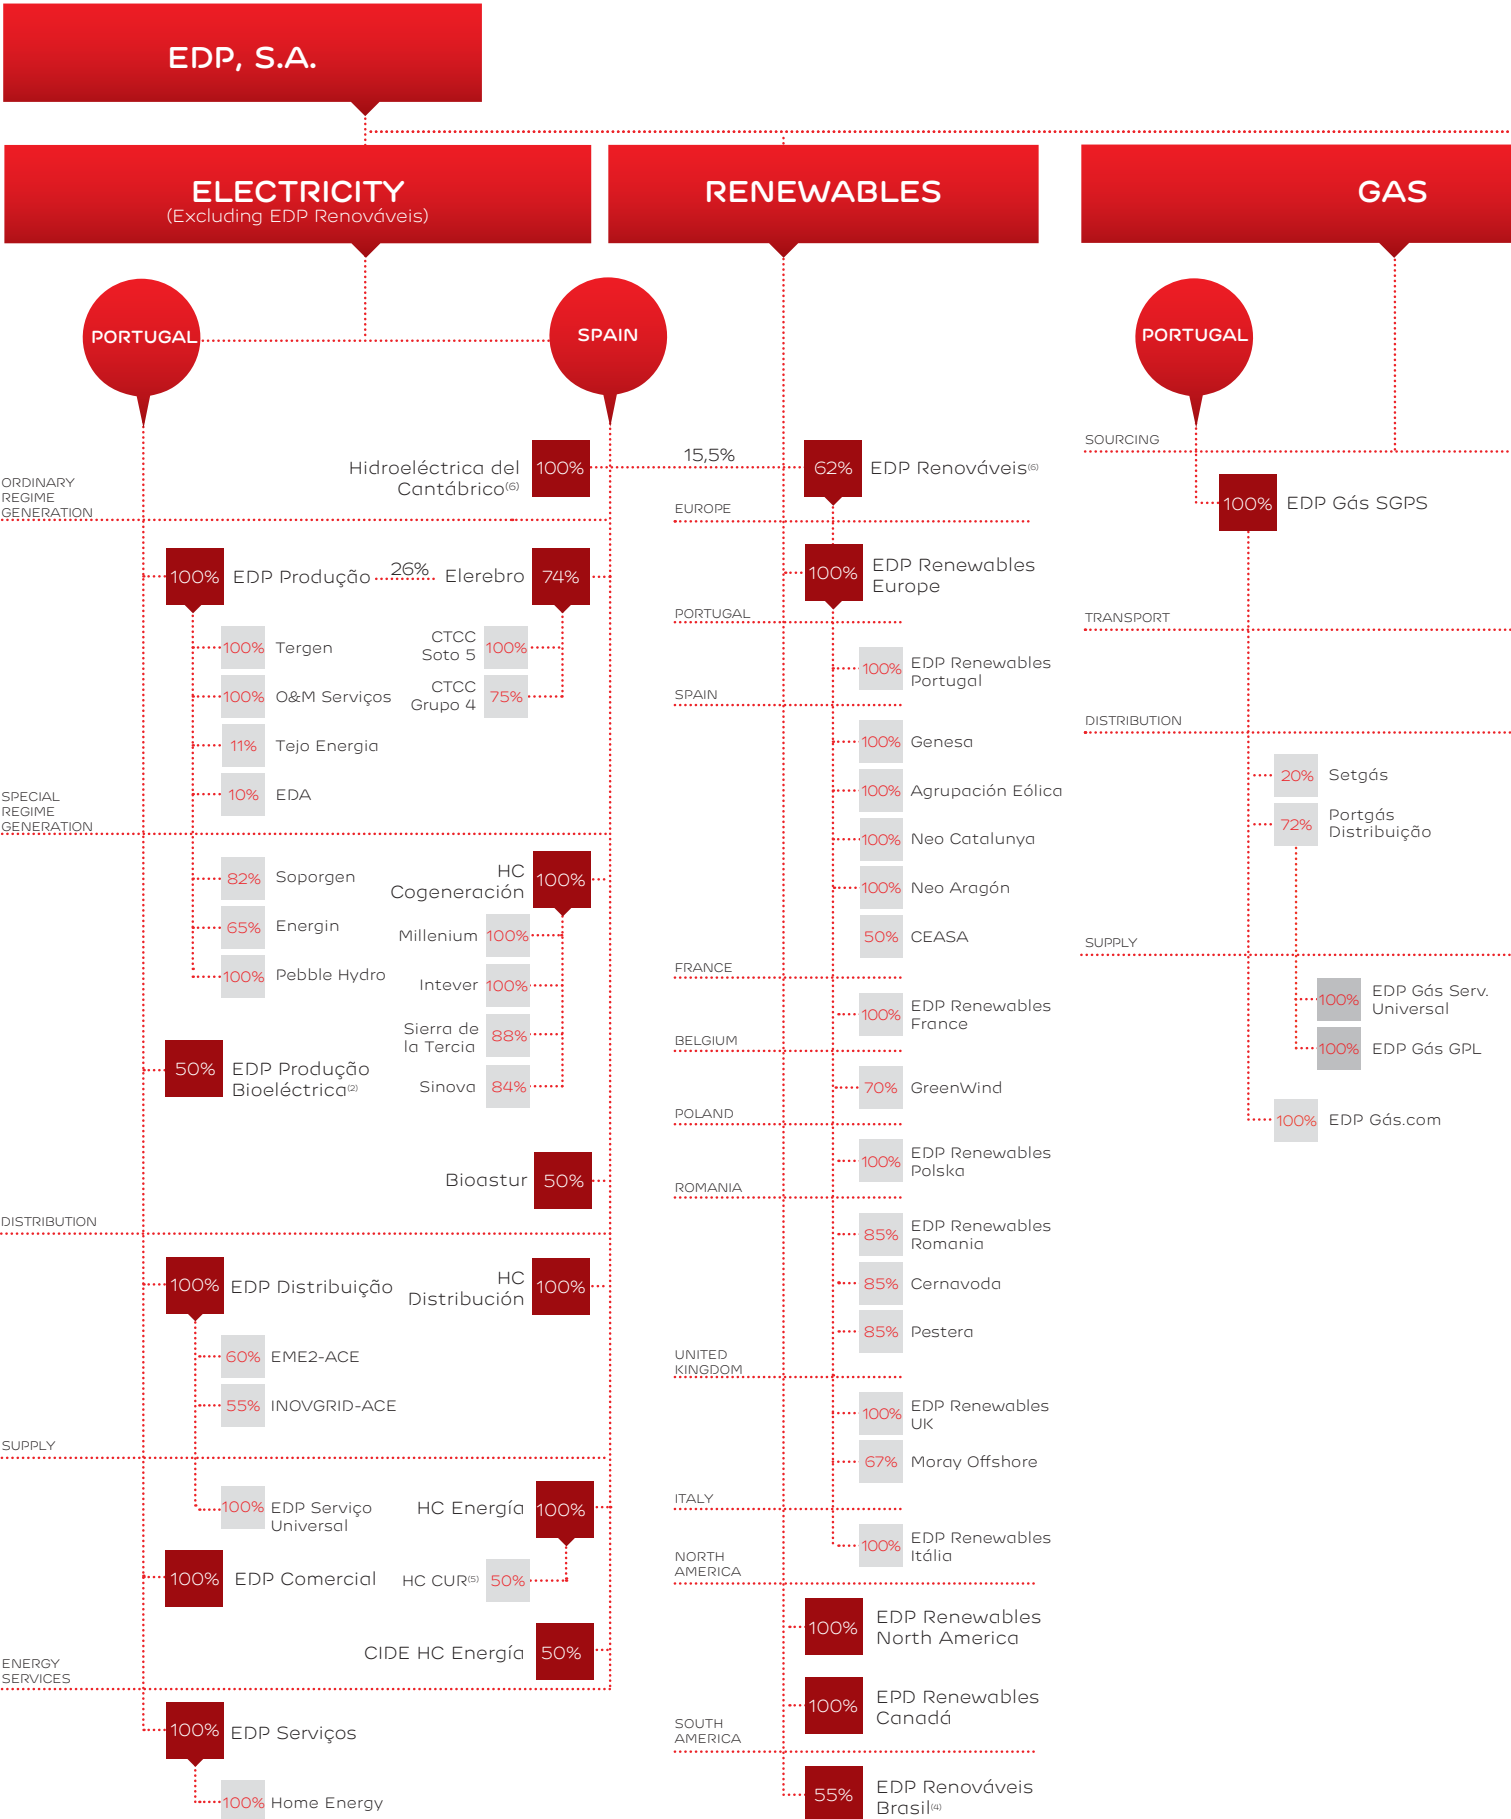 EDP, S.A.
ELECTRICITY
(Excluding EDP Renováveis)
RENEWABLES
GAS
PORTUGAL
SPAIN
ORDINARY
REGIME
GENERATION
Hidroeléctrica del
Cantábrico(6)
100%
15,5%
100% EDP Produção
26%
Elerebro 74%
100% Tergen
100% O&M Serviços
11% Tejo Energia
10% EDA
CTCC
Soto 5
100%
CTCC
Grupo 4
75%
SPECIAL
REGIME
GENERATION
82% Soporgen
65% Energin
100% Pebble Hydro
50% EDP Produção
Bioeléctrica(2)
HC
Cogeneración
100%
Millenium 100%
Intever 100%
Sierra de
la Tercia
88%
Sinova 84%
Bioastur 50%
DISTRIBUTION
100% EDP Distribuição
60% EME2-ACE
55% INOVGRID-ACE
HC
Distribución
100%
SUPPLY
100% EDP Serviço
Universal
100% EDP Comercial
HC Energía 100%
HC CUR(5) 50%
CIDE HC Energía 50%
ENERGY
SERVICES
100% EDP Serviços
100% Home Energy
62% EDP Renováveis(6)
EUROPE
100% EDP Renewables
Europe
PORTUGAL
100% EDP Renewables
Portugal
SPAIN
100% Genesa
100% Agrupación Eólica
100% Neo Catalunya
100% Neo Aragón
50% CEASA
FRANCE
100% EDP Renewables
France
BELGIUM
70% GreenWind
POLAND
100% EDP Renewables
Polska
ROMANIA
85% EDP Renewables
Romania
85% Cernavoda
85% Pestera
UNITED
KINGDOM
100% EDP Renewables
UK
67% Moray Offshore
ITALY
100% EDP Renewables
Itália
NORTH
AMERICA
100% EDP Renewables
North America
100% EPD Renewables
Canadá
SOUTH
AMERICA
55% EDP Renováveis
Brasil(4)
PORTUGAL
SOURCING
100% EDP Gás SGPS
TRANSPORT
DISTRIBUTION
20% Setgás
72% Portgás
Distribuição
SUPPLY
100% EDP Gás Serv.
Universal
100% EDP Gás GPL
100% EDP Gás.com